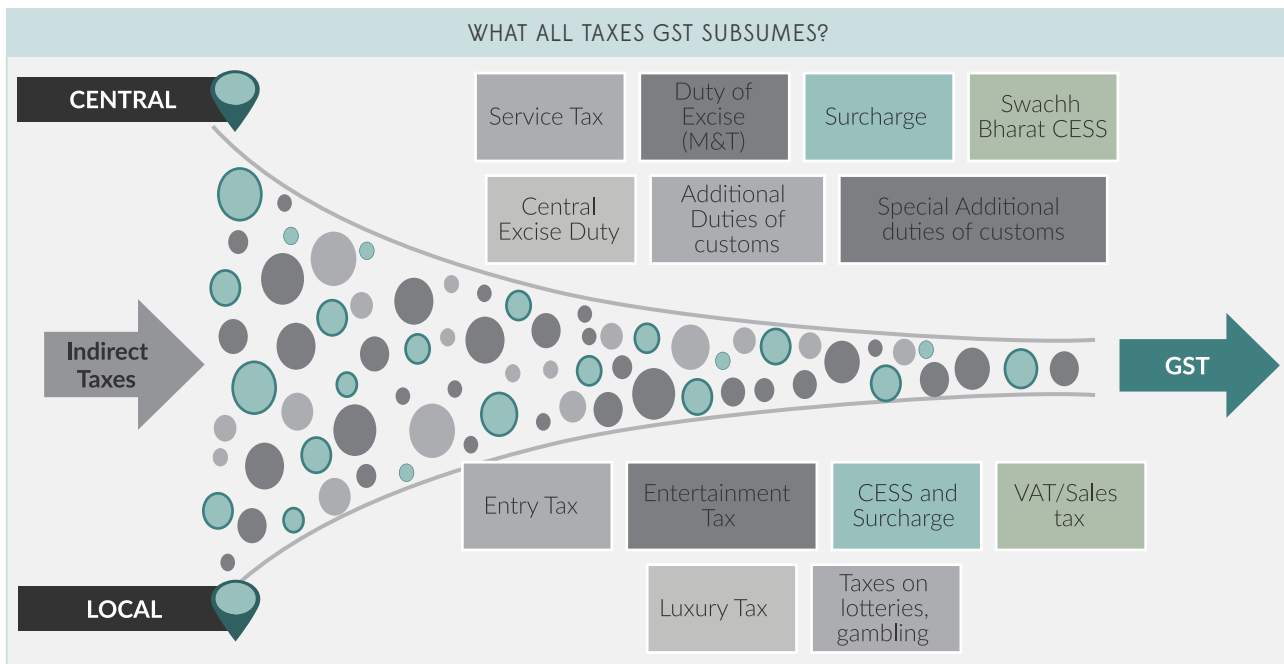 WHAT ALL TAXES GST SUBSUMES?
CENTRAL
Service Tax
Duty of
Excise
(M&T)
Surcharge
Swachh
Bharat CESS
Central
Excise Duty
Additional
Duties of
customs
Special Additional
duties of customs
Indirect
Taxes
GST
Entry Tax
Entertainment
Tax
CESS and
Surcharge
VAT/Sales
tax
LOCAL
Luxury Tax
Taxes on
lotteries,
gambling